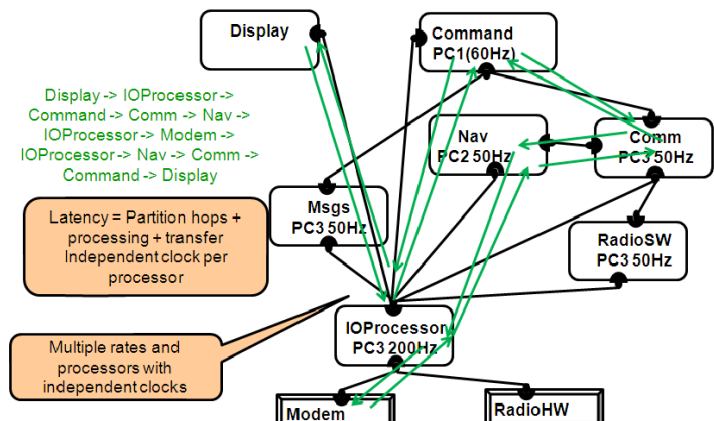 Display
Command
PC1(60Hz)
Display -> IOProcessor ->
Command -> Comm -> Nav ->
IOProcessor -> Modem ->
IOProcessor -> Nav -> Comm ->
Command -> Display
Nav
PC2 50Hz
Comm
PC3 50Hz
Latency = Partition hops +
processing + transfer
Independent clock per
processor
Msgs
PC3 50Hz
RadioSW
PC3 50Hz
IOProcessor
PC3 200Hz
Multiple rates and
processors with
independent clocks
Modem
RadioHW